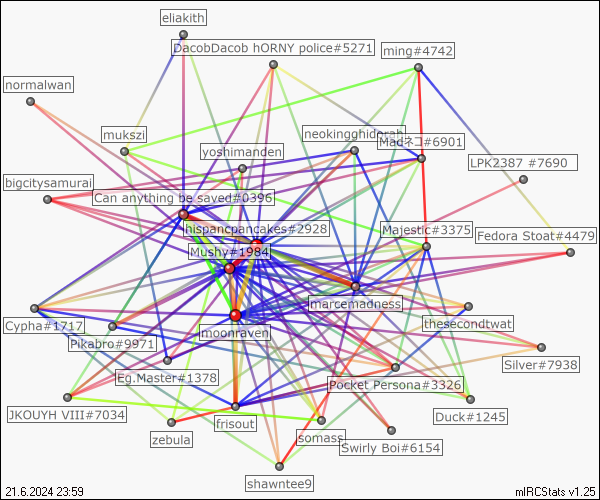 eliakith
DacobDacob hORNY police#5271
ming#4742
normalwan
mukszi
neokingghidorah
Madネコ#6901
yoshimanden
LPK2387 #7690
bigcitysamurai
Can anything be saved#0396
hispancpancakes#2928
Majestic#3375
Fedora Stoat#4479
Mushy#1984
marcemadness
Cypha#1717
moonraven
thesecondtwat
Pikabro#9971
Silver#7938
Eg.Master#1378
Pocket Persona#3326
JKOUYH VIII#7034
Duck#1245
frisout
zebula
somass
Swirly Boi#6154
shawntee9
21.6.2024 23:59
mIRCStats v1.25